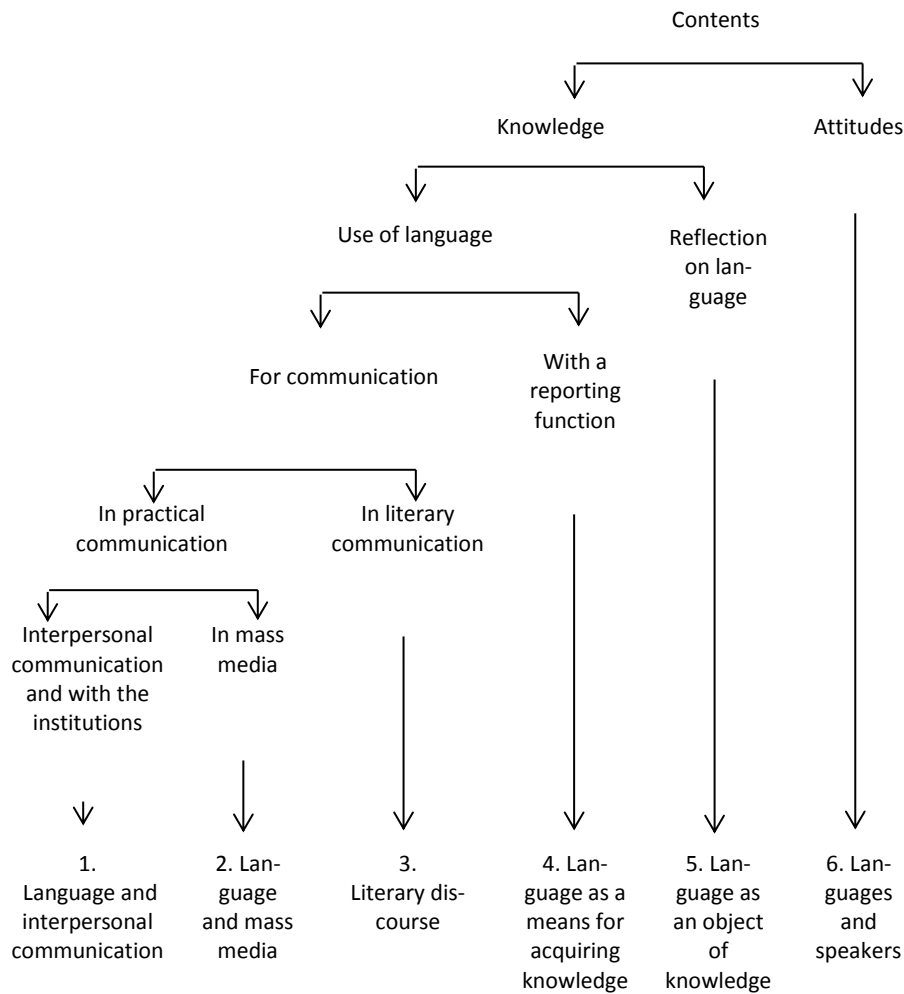 Contents
Knowledge
Attitudes
Use of language
Reflection
on lan-
guage
For communication
With a
reporting
function
In practical
communication
In literary
communication
Interpersonal
communication
and with the
institutions
In mass
media
1.
Language and
interpersonal
communication
2. Lan-
guage
and mass
media
3.
Literary dis-
course
4. Lan-
guage as a
means for
acquiring
knowledge
5. Lan-
guage as
an object
of
knowledge
6. Lan-
guages
and
speakers